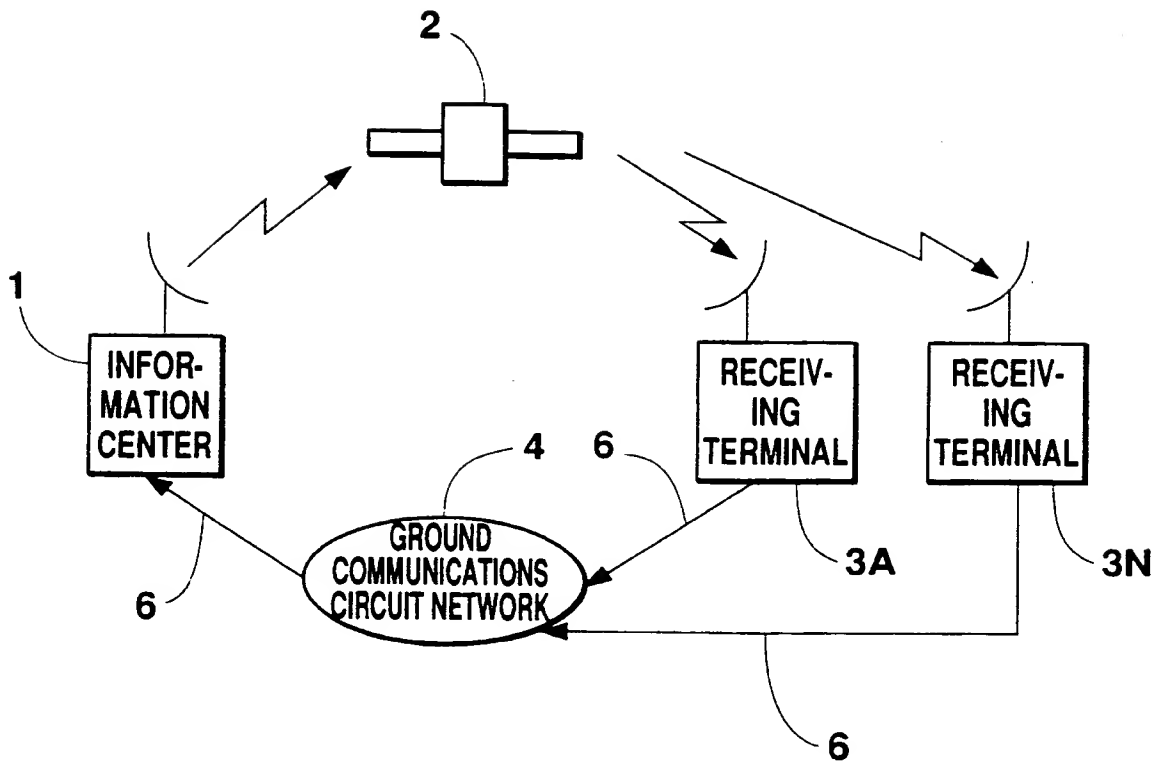 2
1
INFOR-
MATION
CENTER
RECEIV-
ING
TERMINAL
RECEIV-
ING
TERMINAL
4
6
GROUND
COMMUNICATIONS
CIRCUIT NETWORK
3A
3N
6
6